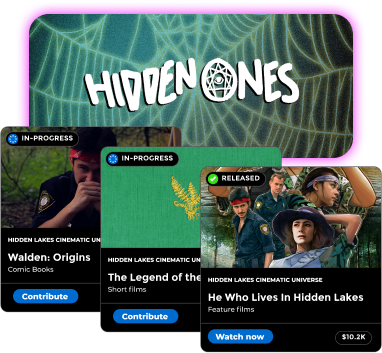 HIDDEN ONES
IN-PROGRESS
HIDDEN LAKES CINEMATIC UN
Walden: Origins
Comic Books
Contribute
IN-PROGRESS
HIDDEN LAKES CINEMATIC UN
The Legend of the
Short films
Contribute
RELEASED
HIDDEN LAKES CINEMATIC UNIVERSE
He Who Lives In Hidden Lakes
Feature films
Watch now
$10.2K